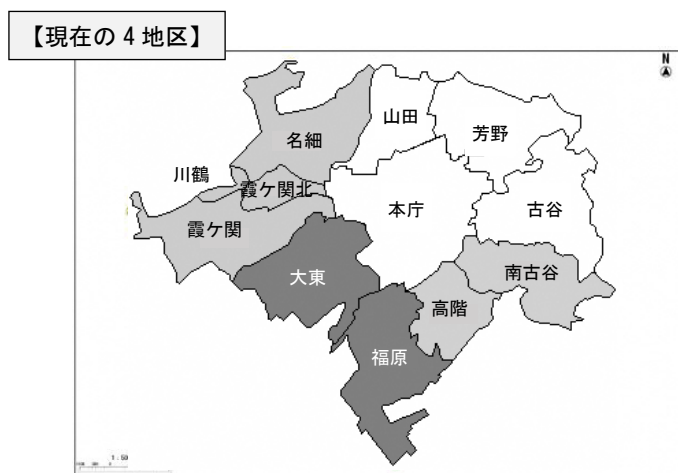 【現在の4地区】
N
山田
芳野
名細
川鶴
霞ケ関北
本庁
古谷
霞ケ関
大東
南古谷
高階
福原
1:50